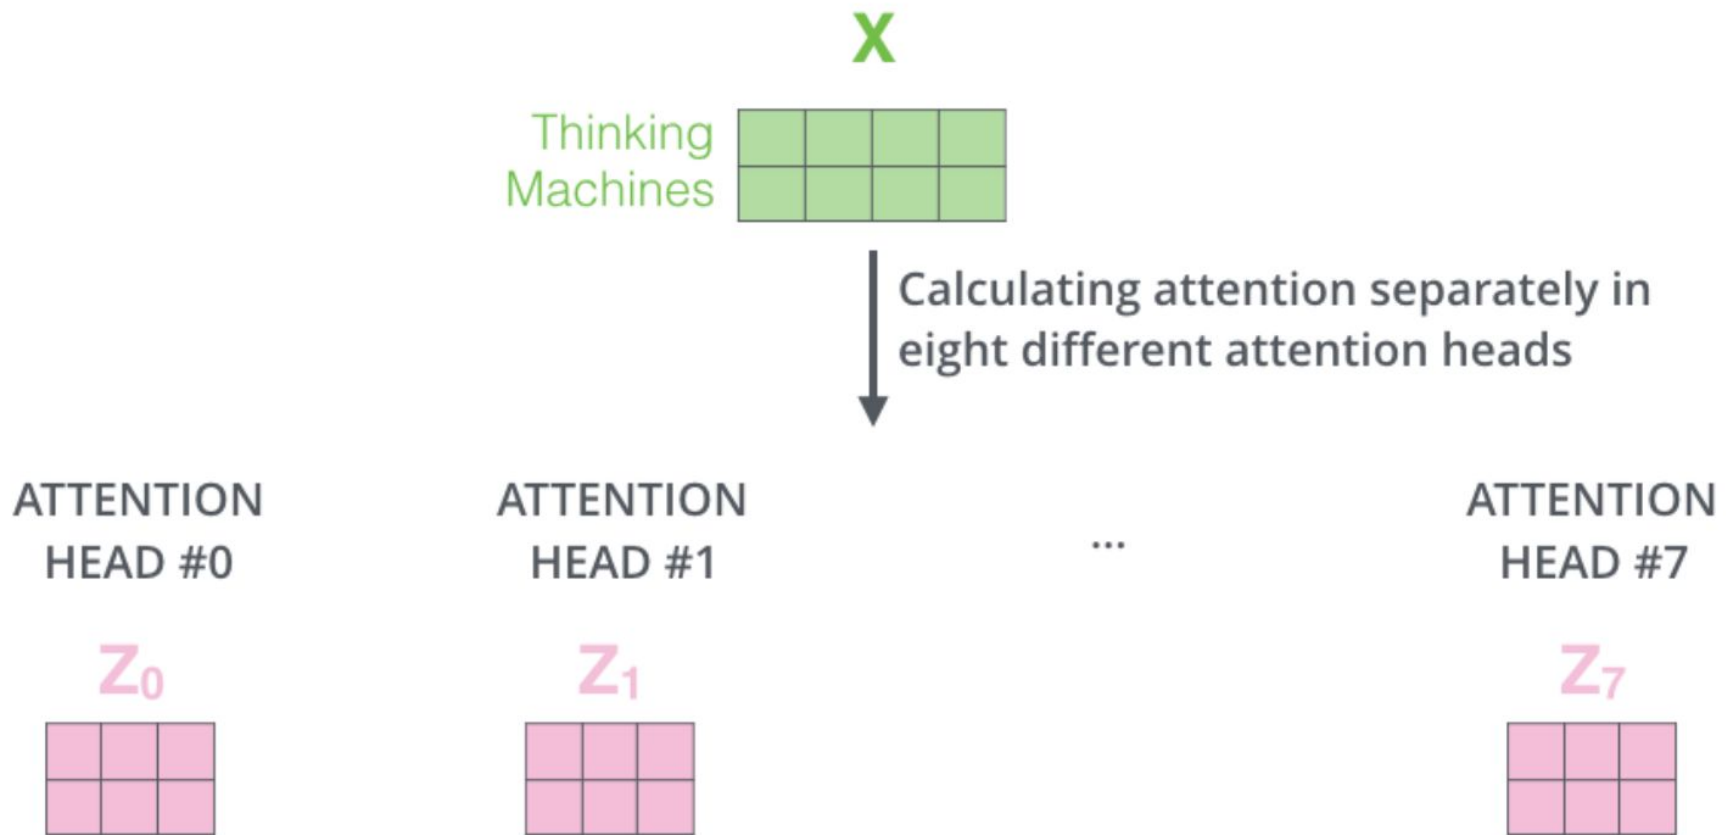 X
Thinking
Machines
Calculating attention separately in
eight different attention heads
ATTENTION
HEAD #0
ATTENTION
HEAD #1
...
ATTENTION
HEAD #7
Z0
Z1
Z7